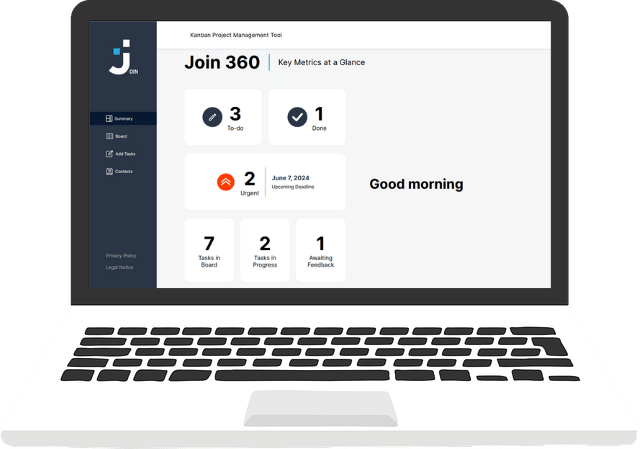 Kanban Project Management Tool
J
OIN
Join 360
Key Metrics at a Glance
Summary
Board
Add Tasks
Contacts
3
To-do
1
Done
2
Urgent
June 7, 2024
Upcoming Deadline
Good morning
7
Tasks in
Board
2
Tasks in
Progress
1
Awaiting
Feedback
Privacy Policy
Legal Notice